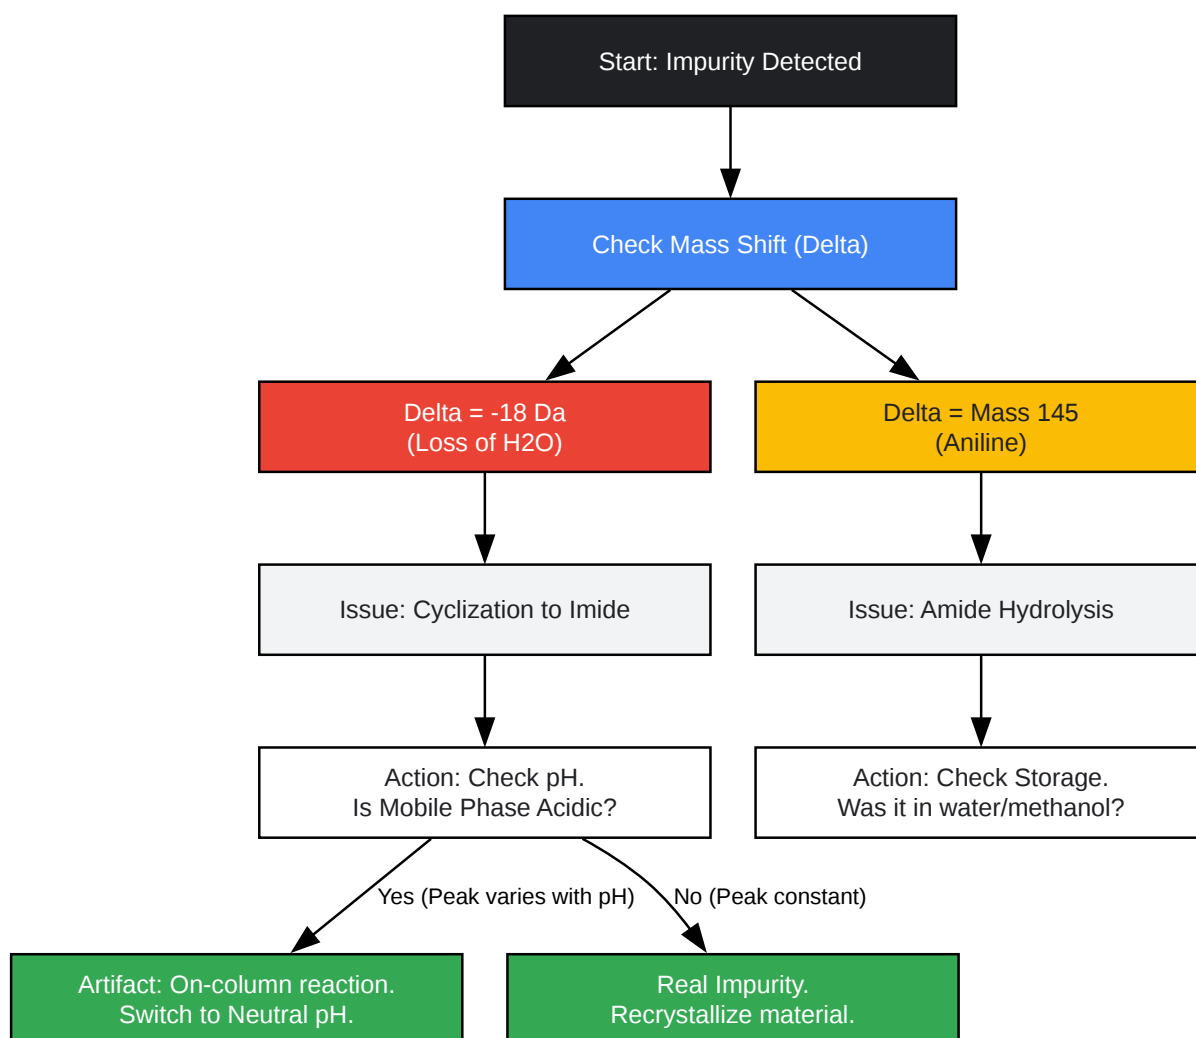 Start: Impurity Detected
Check Mass Shift (Delta)
Delta = -18 Da
(Loss of H2O)
Delta = Mass 145
(Aniline)
Issue: Cyclization to Imide
Issue: Amide Hydrolysis
Action: Check pH.
Is Mobile Phase Acidic?
Action: Check Storage.
Was it in water/methanol?
Yes (Peak varies with pH)
No (Peak constant)
Artifact: On-column reaction.
Switch to Neutral pH.
Real Impurity.
Recrystallize material.